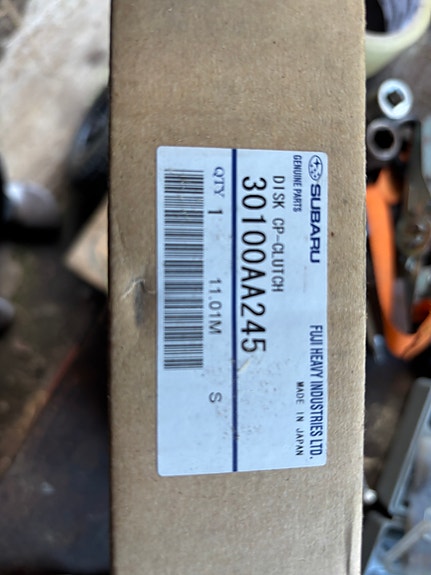 SUBARU
GENUINE PARTS
FUJI HEAVY INDUSTRIES LTD.
MADE IN JAPAN
DISK CP-CLUTCH
30100AA245
QTY 1 11.01M S